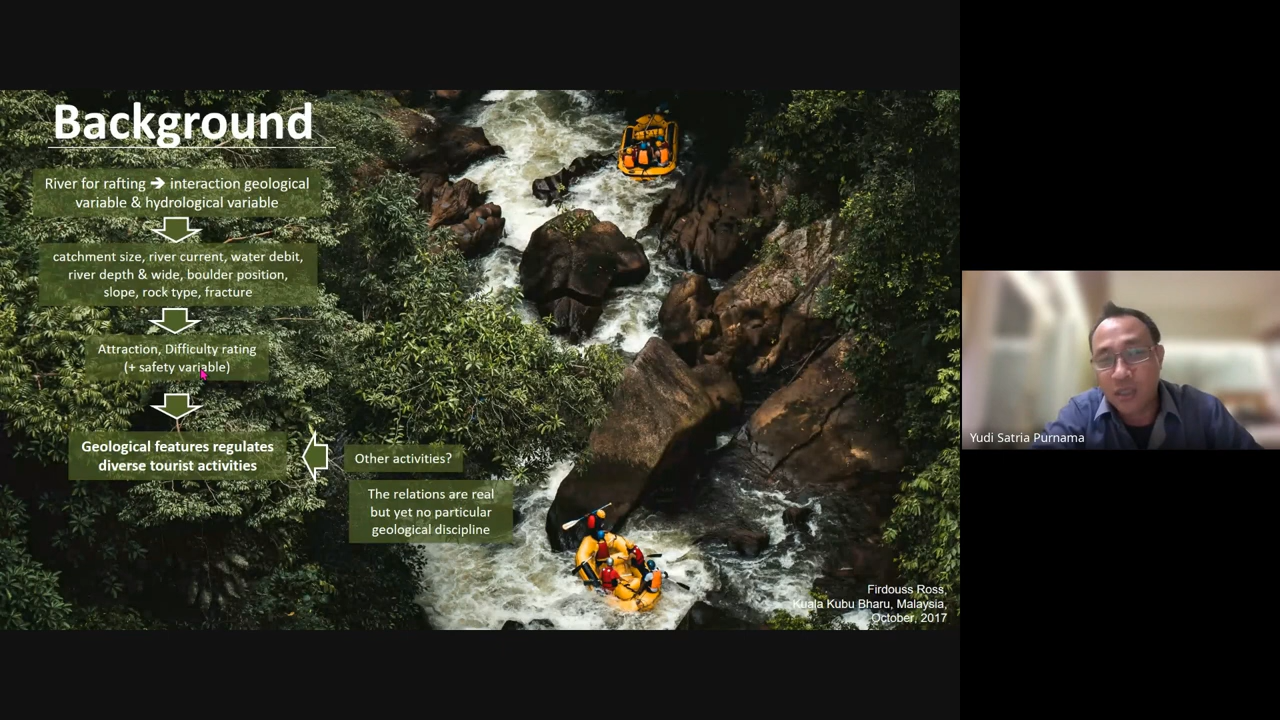 Background
River for rafting → interaction geological
variable & hydrological variable
catchment size, river current, water debit,
river depth & wide, boulder position,
slope, rock type, fracture
Attraction, Difficulty rating
(+ safety variable)
Geological features regulates
diverse tourist activities
Other activities?
The relations are real
but yet no particular
geological discipline
Firdouss Ross,
Kuala Kubu Bharu, Malaysia,
October, 2017
Yudi Satria Purnama